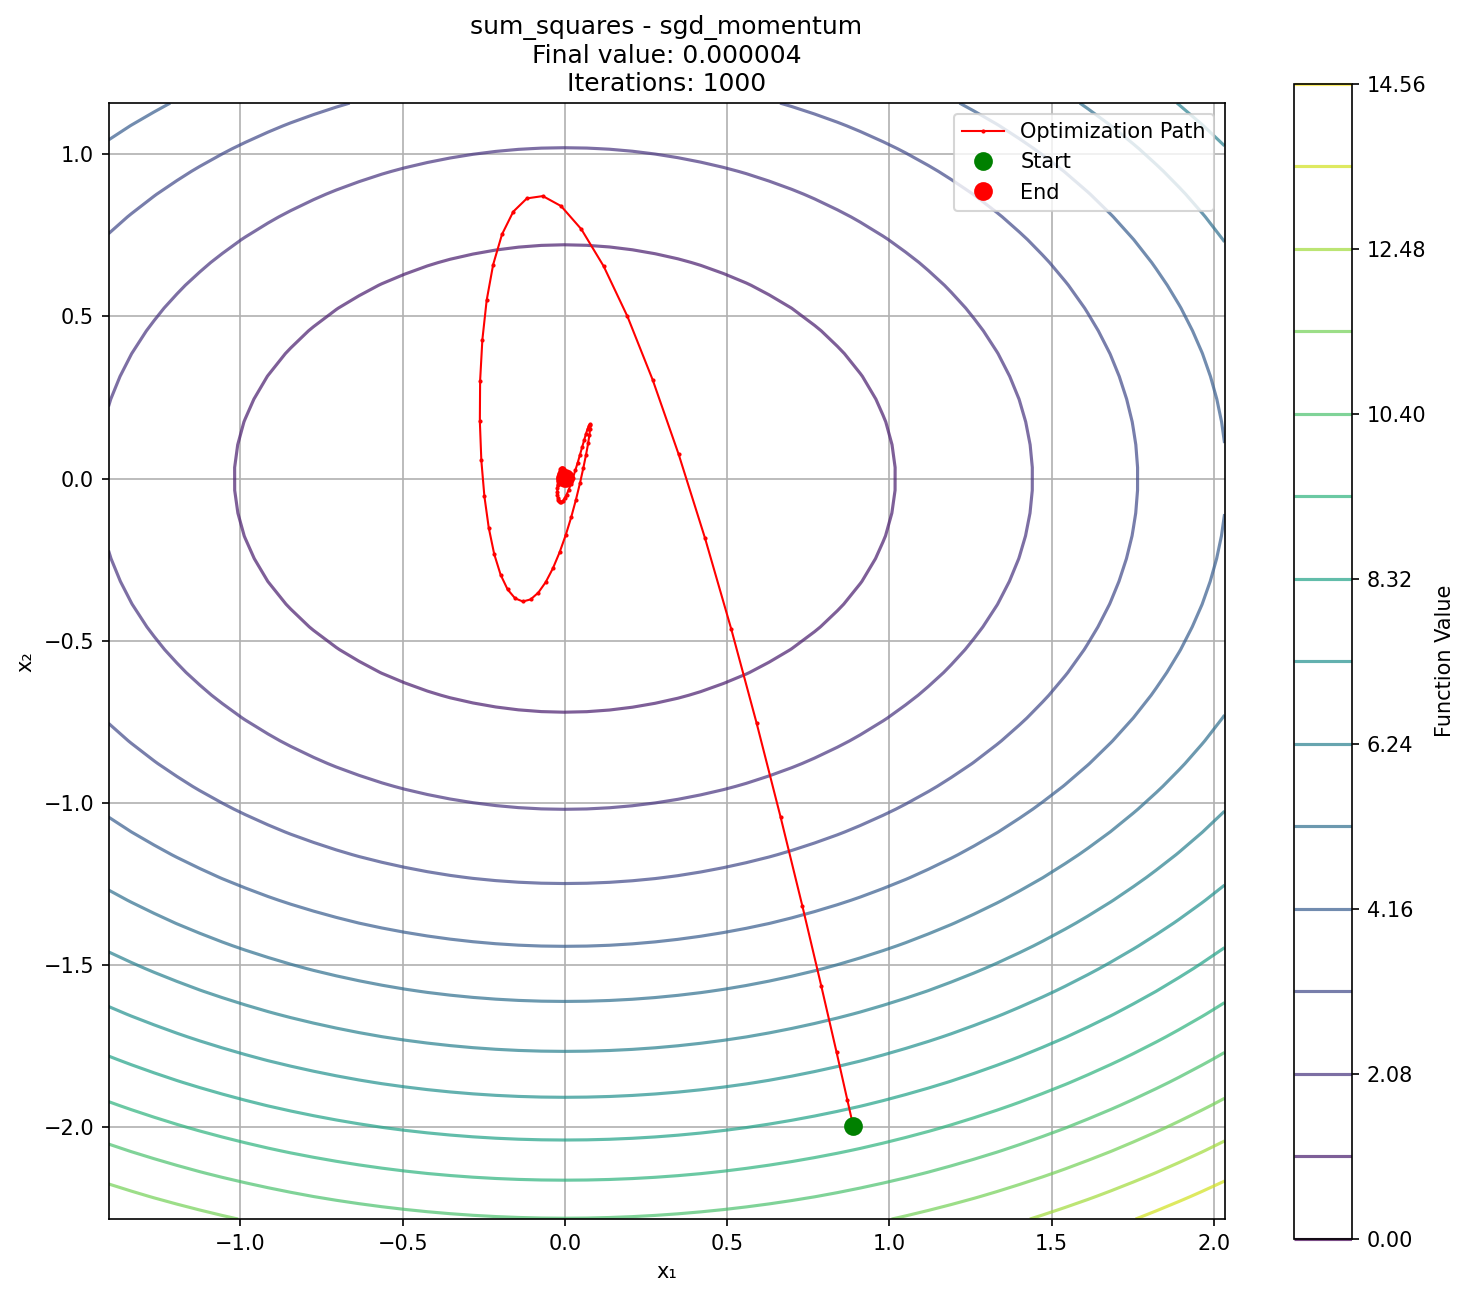 sum_squares - sgd_momentum
Final value: 0.000004
Iterations: 1000
Optimization Path
Start
End
1.0
0.5
0.0
−0.5
−1.0
−1.5
−2.0
x₂
−1.0
−0.5
0.0
0.5
1.0
1.5
2.0
x₁
14.56
12.48
10.40
8.32
6.24
4.16
2.08
0.00
Function Value